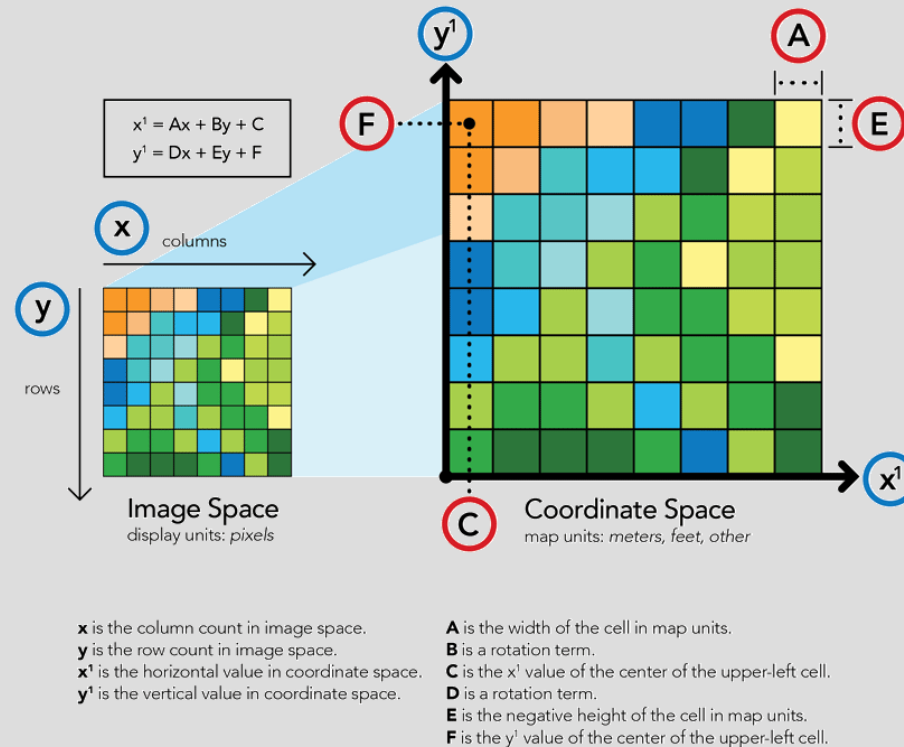 y¹
A
x¹ = Ax + By + C
y¹ = Dx + Ey + F
F
E
x
columns
y
rows
x¹
C
Image Space
display units: pixels
Coordinate Space
map units: meters, feet, other
x is the column count in image space.
y is the row count in image space.
x¹ is the horizontal value in coordinate space.
y¹ is the vertical value in coordinate space.
A is the width of the cell in map units.
B is a rotation term.
C is the x¹ value of the center of the upper-left cell.
D is a rotation term.
E is the negative height of the cell in map units.
F is the y¹ value of the center of the upper-left cell.